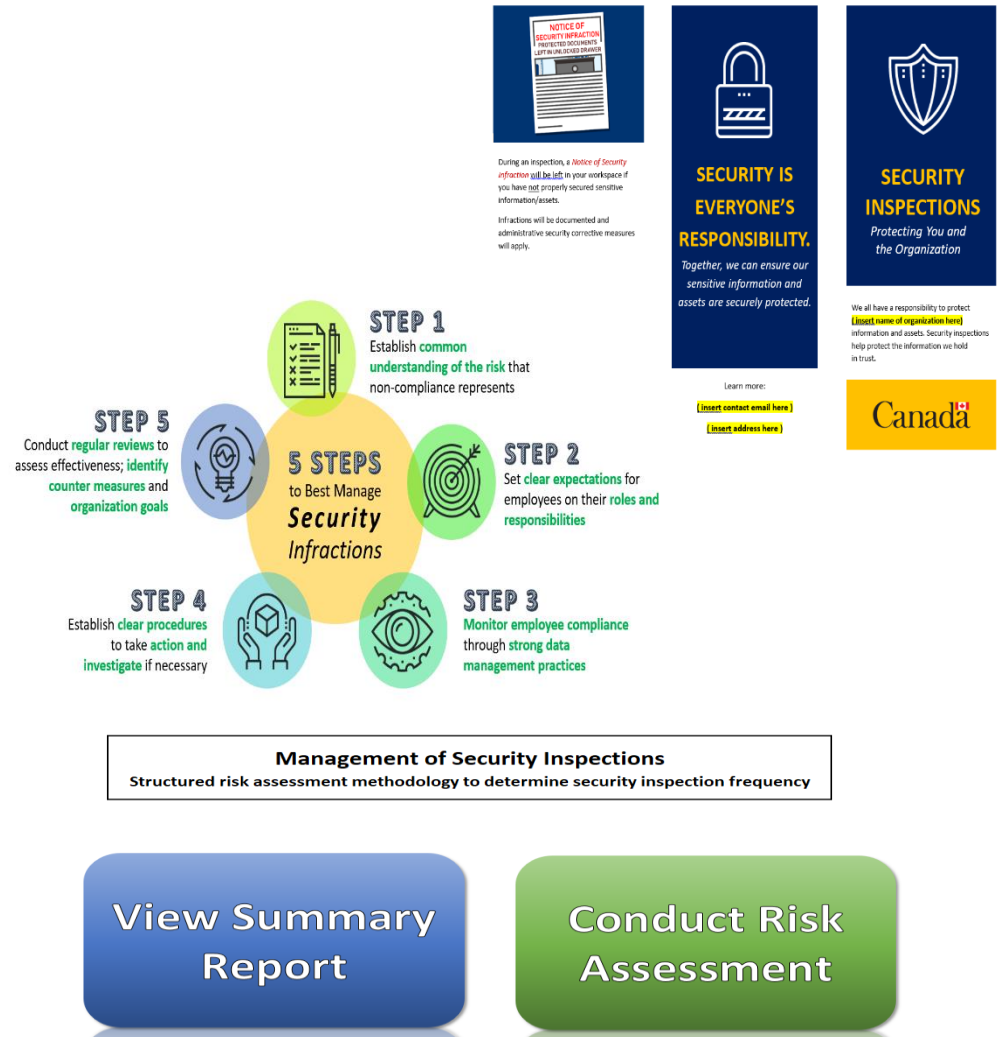 NOTICE OF
SECURITY INFRACTION
PROTECTED DOCUMENTS
LEFT IN UNLOCKED DRAWER
During an inspection, a Notice of Security
Infraction will be left in your workspace if
you have not properly secured sensitive
information/assets.
Infractions will be documented and
administrative security corrective measures
will apply.
SECURITY IS
EVERYONE'S
RESPONSIBILITY.
Together, we can ensure our
sensitive information and
assets are securely protected.
Learn more:
( insert contact email here )
( insert address here )
SECURITY
INSPECTIONS
Protecting You and
the Organization
We all have a responsibility to protect
( insert name of organization here)
information and assets. Security inspections
help protect the information we hold
in trust.
Canada
5 STEPS
to Best Manage
Security
Infractions
STEP 1
Establish common
understanding of the risk that
non-compliance represents
STEP 2
Set clear expectations for
employees on their roles and
responsibilities
STEP 3
Monitor employee compliance
through strong data
management practices
STEP 4
Establish clear procedures
to take action and
investigate if necessary
STEP 5
Conduct regular reviews to
assess effectiveness; identify
counter measures and
organization goals
Management of Security Inspections
Structured risk assessment methodology to determine security inspection frequency
View Summary
Report
Conduct Risk
Assessment